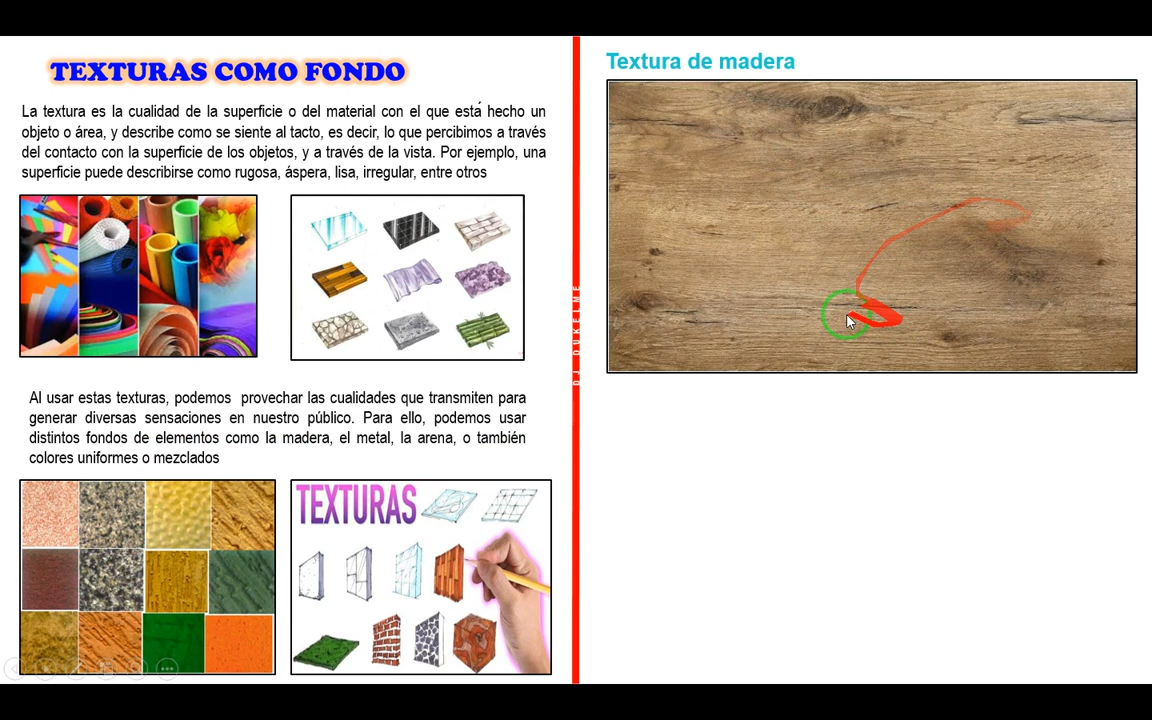 TEXTURAS COMO FONDO
La textura es la cualidad de la superficie o del material con el que está hecho un
objeto o área, y describe como se siente al tacto, es decir, lo que percibimos a través
del contacto con la superficie de los objetos, y a través de la vista. Por ejemplo, una
superficie puede describirse como rugosa, áspera, lisa, irregular, entre otros
Al usar estas texturas, podemos provechar las cualidades que transmiten para
generar diversas sensaciones en nuestro público. Para ello, podemos usar
distintos fondos de elementos como la madera, el metal, la arena, o también
colores uniformes o mezclados
TEXTURAS
DJ DUKELME
Textura de madera